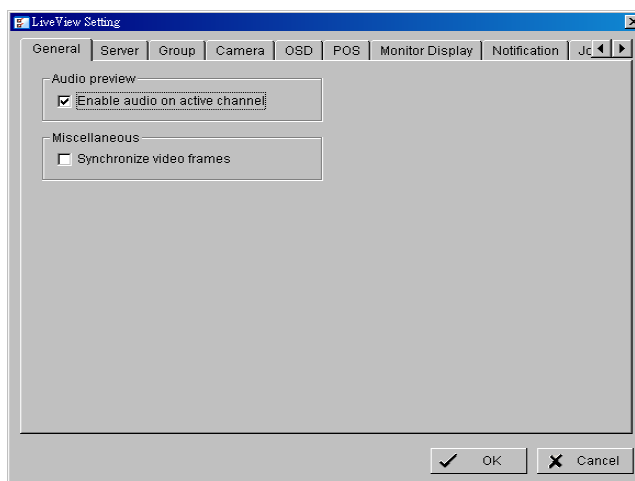 LiveView Setting
General Server Group Camera OSD POS Monitor Display Notification
Audio preview
Enable audio on active channel
Miscellaneous
Synchronize video frames
OK Cancel